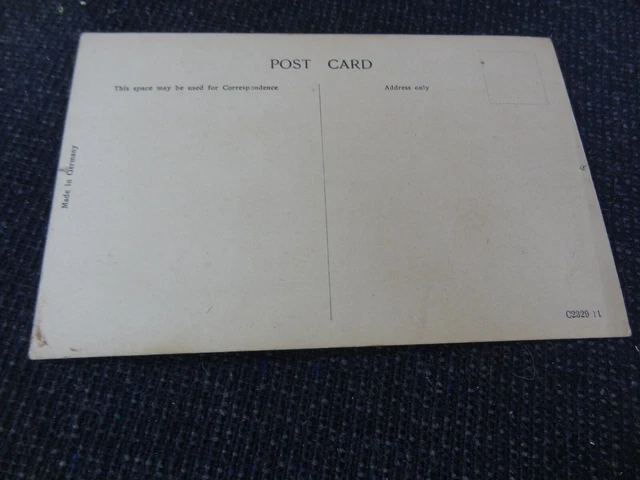 POST CARD
This space may be used for Correspondence
Address only
Made in Germany
C2329 11